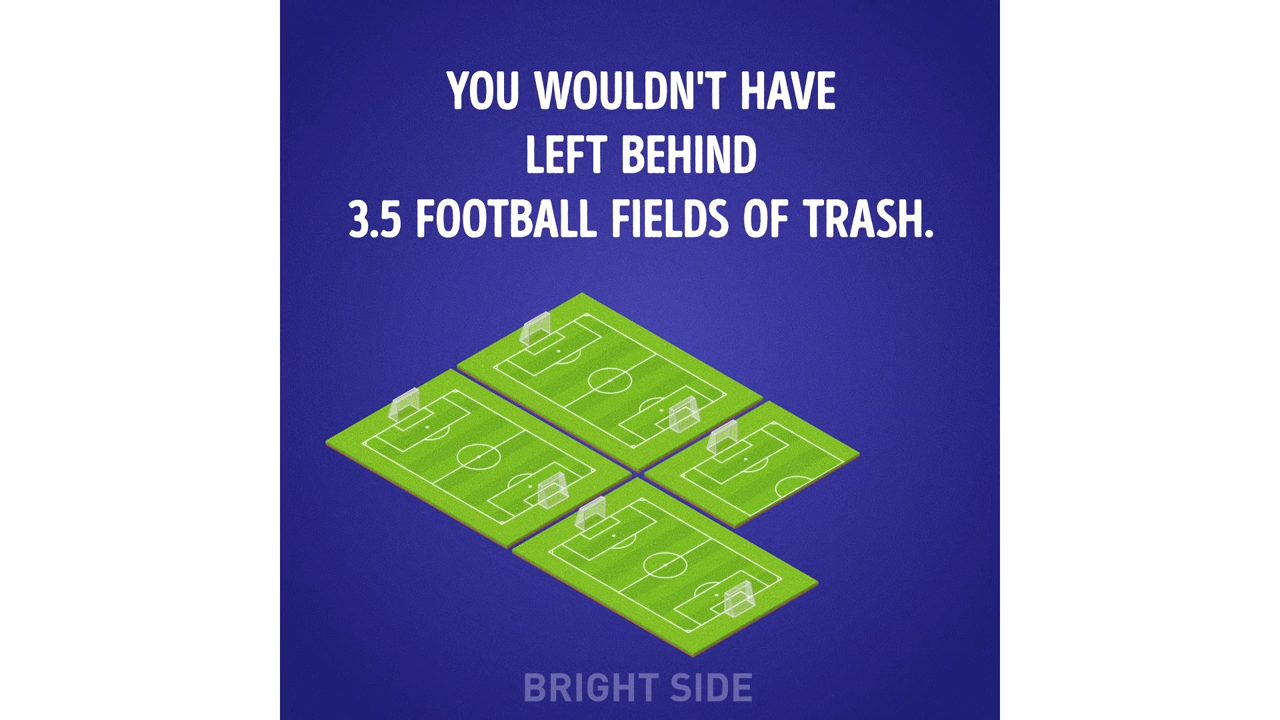 YOU WOULDN'T HAVE
LEFT BEHIND
3.5 FOOTBALL FIELDS OF TRASH.
BRIGHT SIDE